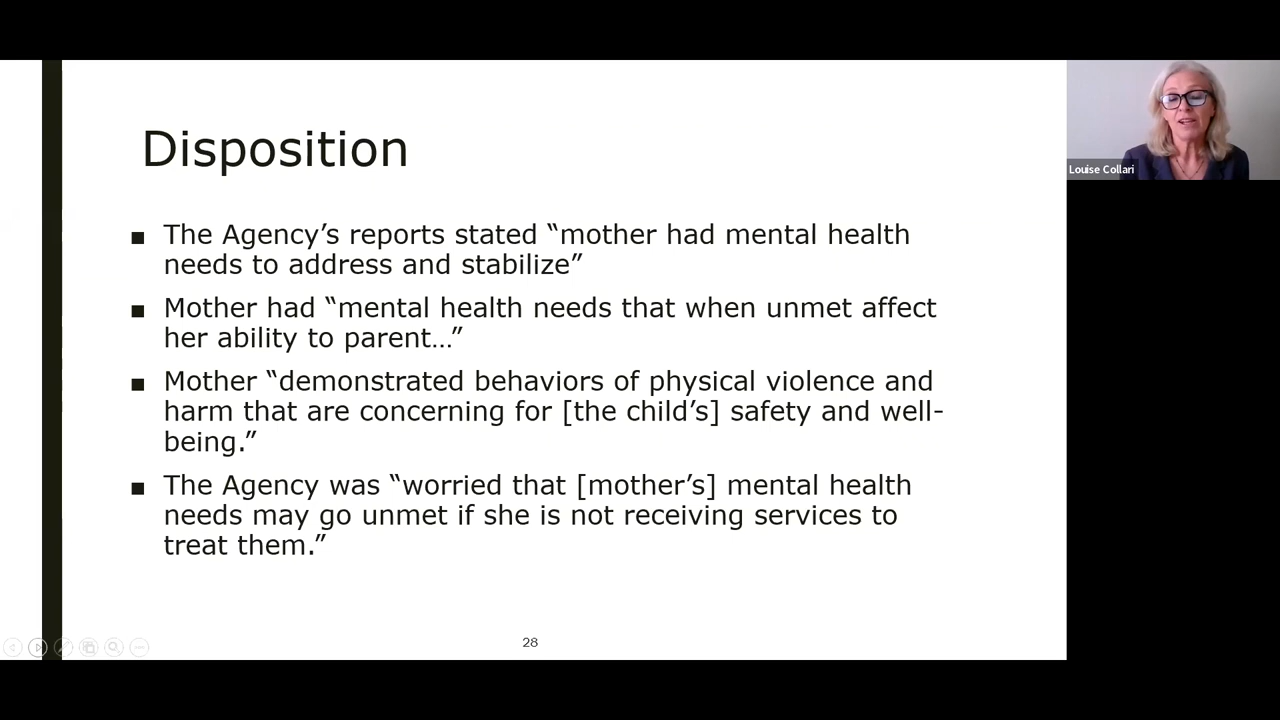 Disposition
■ The Agency’s reports stated “mother had mental health
needs to address and stabilize”
■ Mother had “mental health needs that when unmet affect
her ability to parent…”
■ Mother “demonstrated behaviors of physical violence and
harm that are concerning for [the child’s] safety and well-
being.”
■ The Agency was “worried that [mother’s] mental health
needs may go unmet if she is not receiving services to
treat them.”
28
Louise Collari